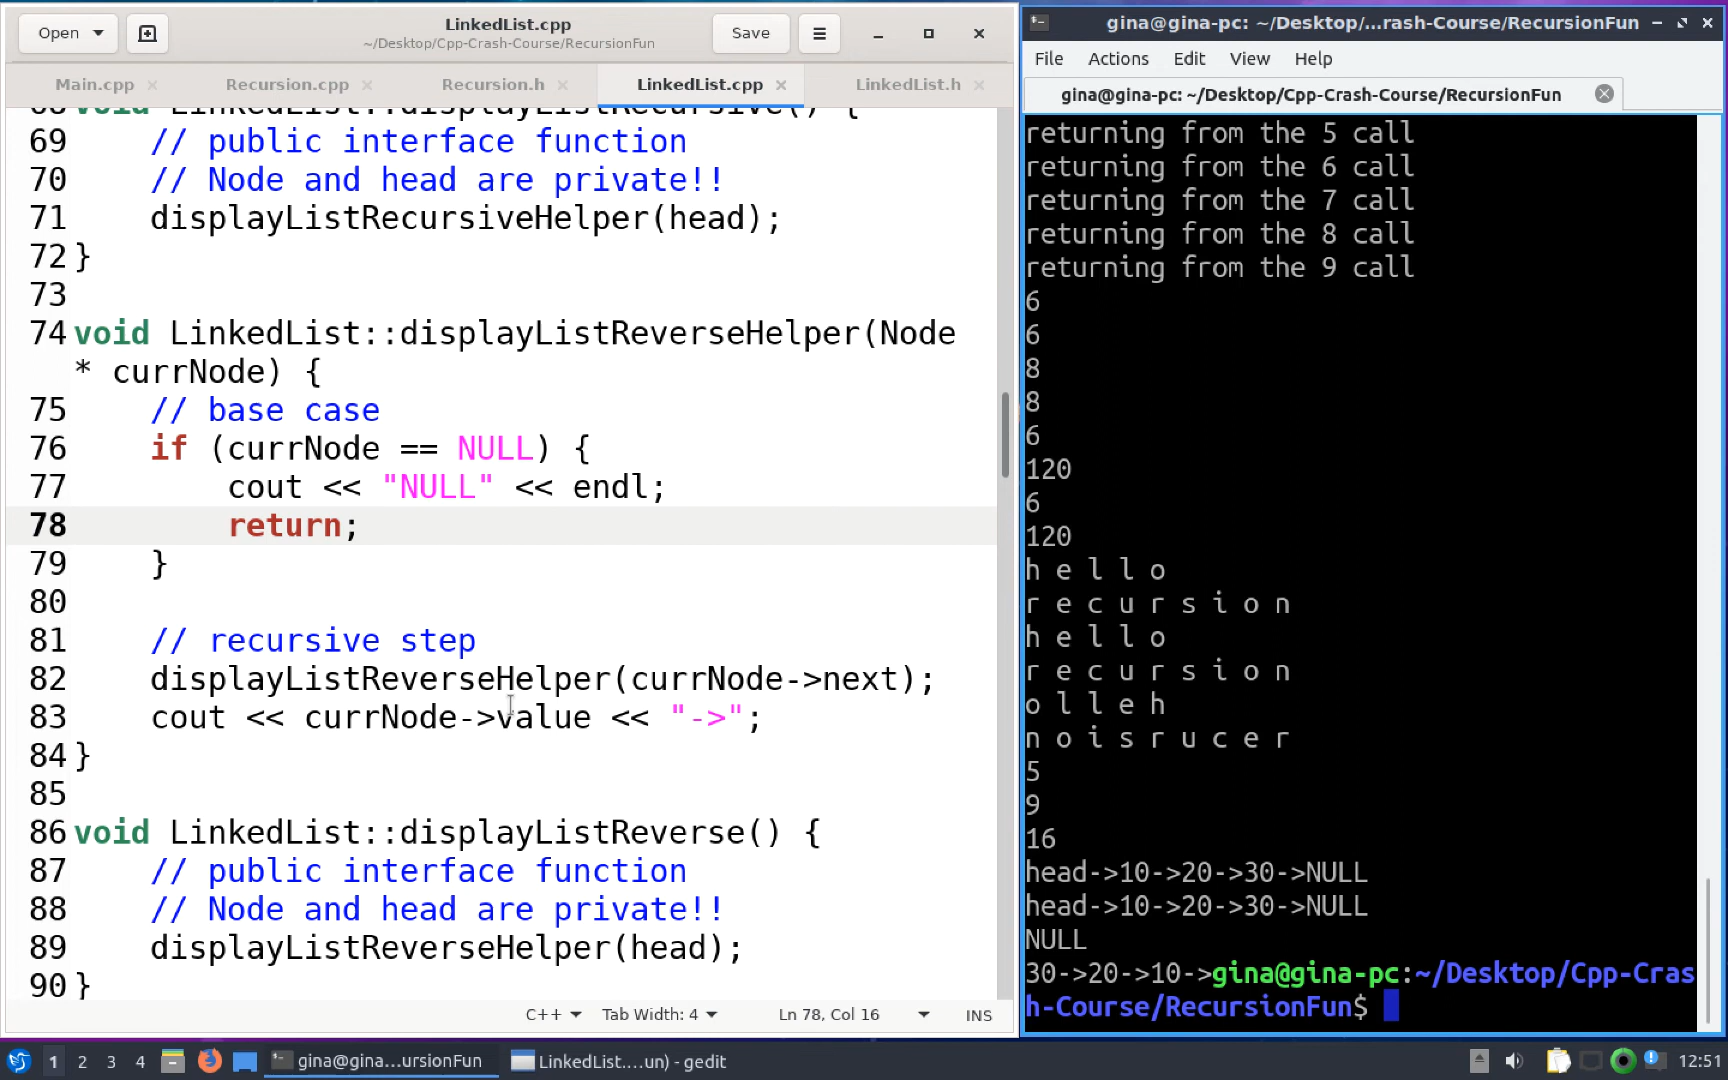 Open
LinkedList.cpp
~/Desktop/Cpp-Crash-Course/RecursionFun
Save
Main.cpp
Recursion.cpp
Recursion.h
LinkedList.cpp
LinkedList.h
69 // public interface function
70 // Node and head are private!!
71 displayListRecursiveHelper(head);
72 }
73
74 void LinkedList::displayListReverseHelper(Node
* currNode) {
75 // base case
76 if (currNode == NULL) {
77 cout << "NULL" << endl;
78 return;
79 }
80
81 // recursive step
82 displayListReverseHelper(currNode->next);
83 cout << currNode->value << "->";
84 }
85
86 void LinkedList::displayListReverse() {
87 // public interface function
88 // Node and head are private!!
89 displayListReverseHelper(head);
90 }
C++
Tab Width: 4
Ln 78, Col 16
INS
gina@gina-pc: ~/Desktop/...rash-Course/RecursionFun
File Actions Edit View Help
gina@gina-pc: ~/Desktop/Cpp-Crash-Course/RecursionFun
returning from the 5 call
returning from the 6 call
returning from the 7 call
returning from the 8 call
returning from the 9 call
6
6
8
8
6
120
6
120
h e l l o
r e c u r s i o n
h e l l o
r e c u r s i o n
o l l e h
n o i s r u c e r
5
9
16
head->10->20->30->NULL
head->10->20->30->NULL
NULL
30->20->10->gina@gina-pc:~/Desktop/Cpp-Cras
h-Course/RecursionFun$
1 2 3 4
gina@gina...ursionFun
LinkedList....un) - gedit
12:51